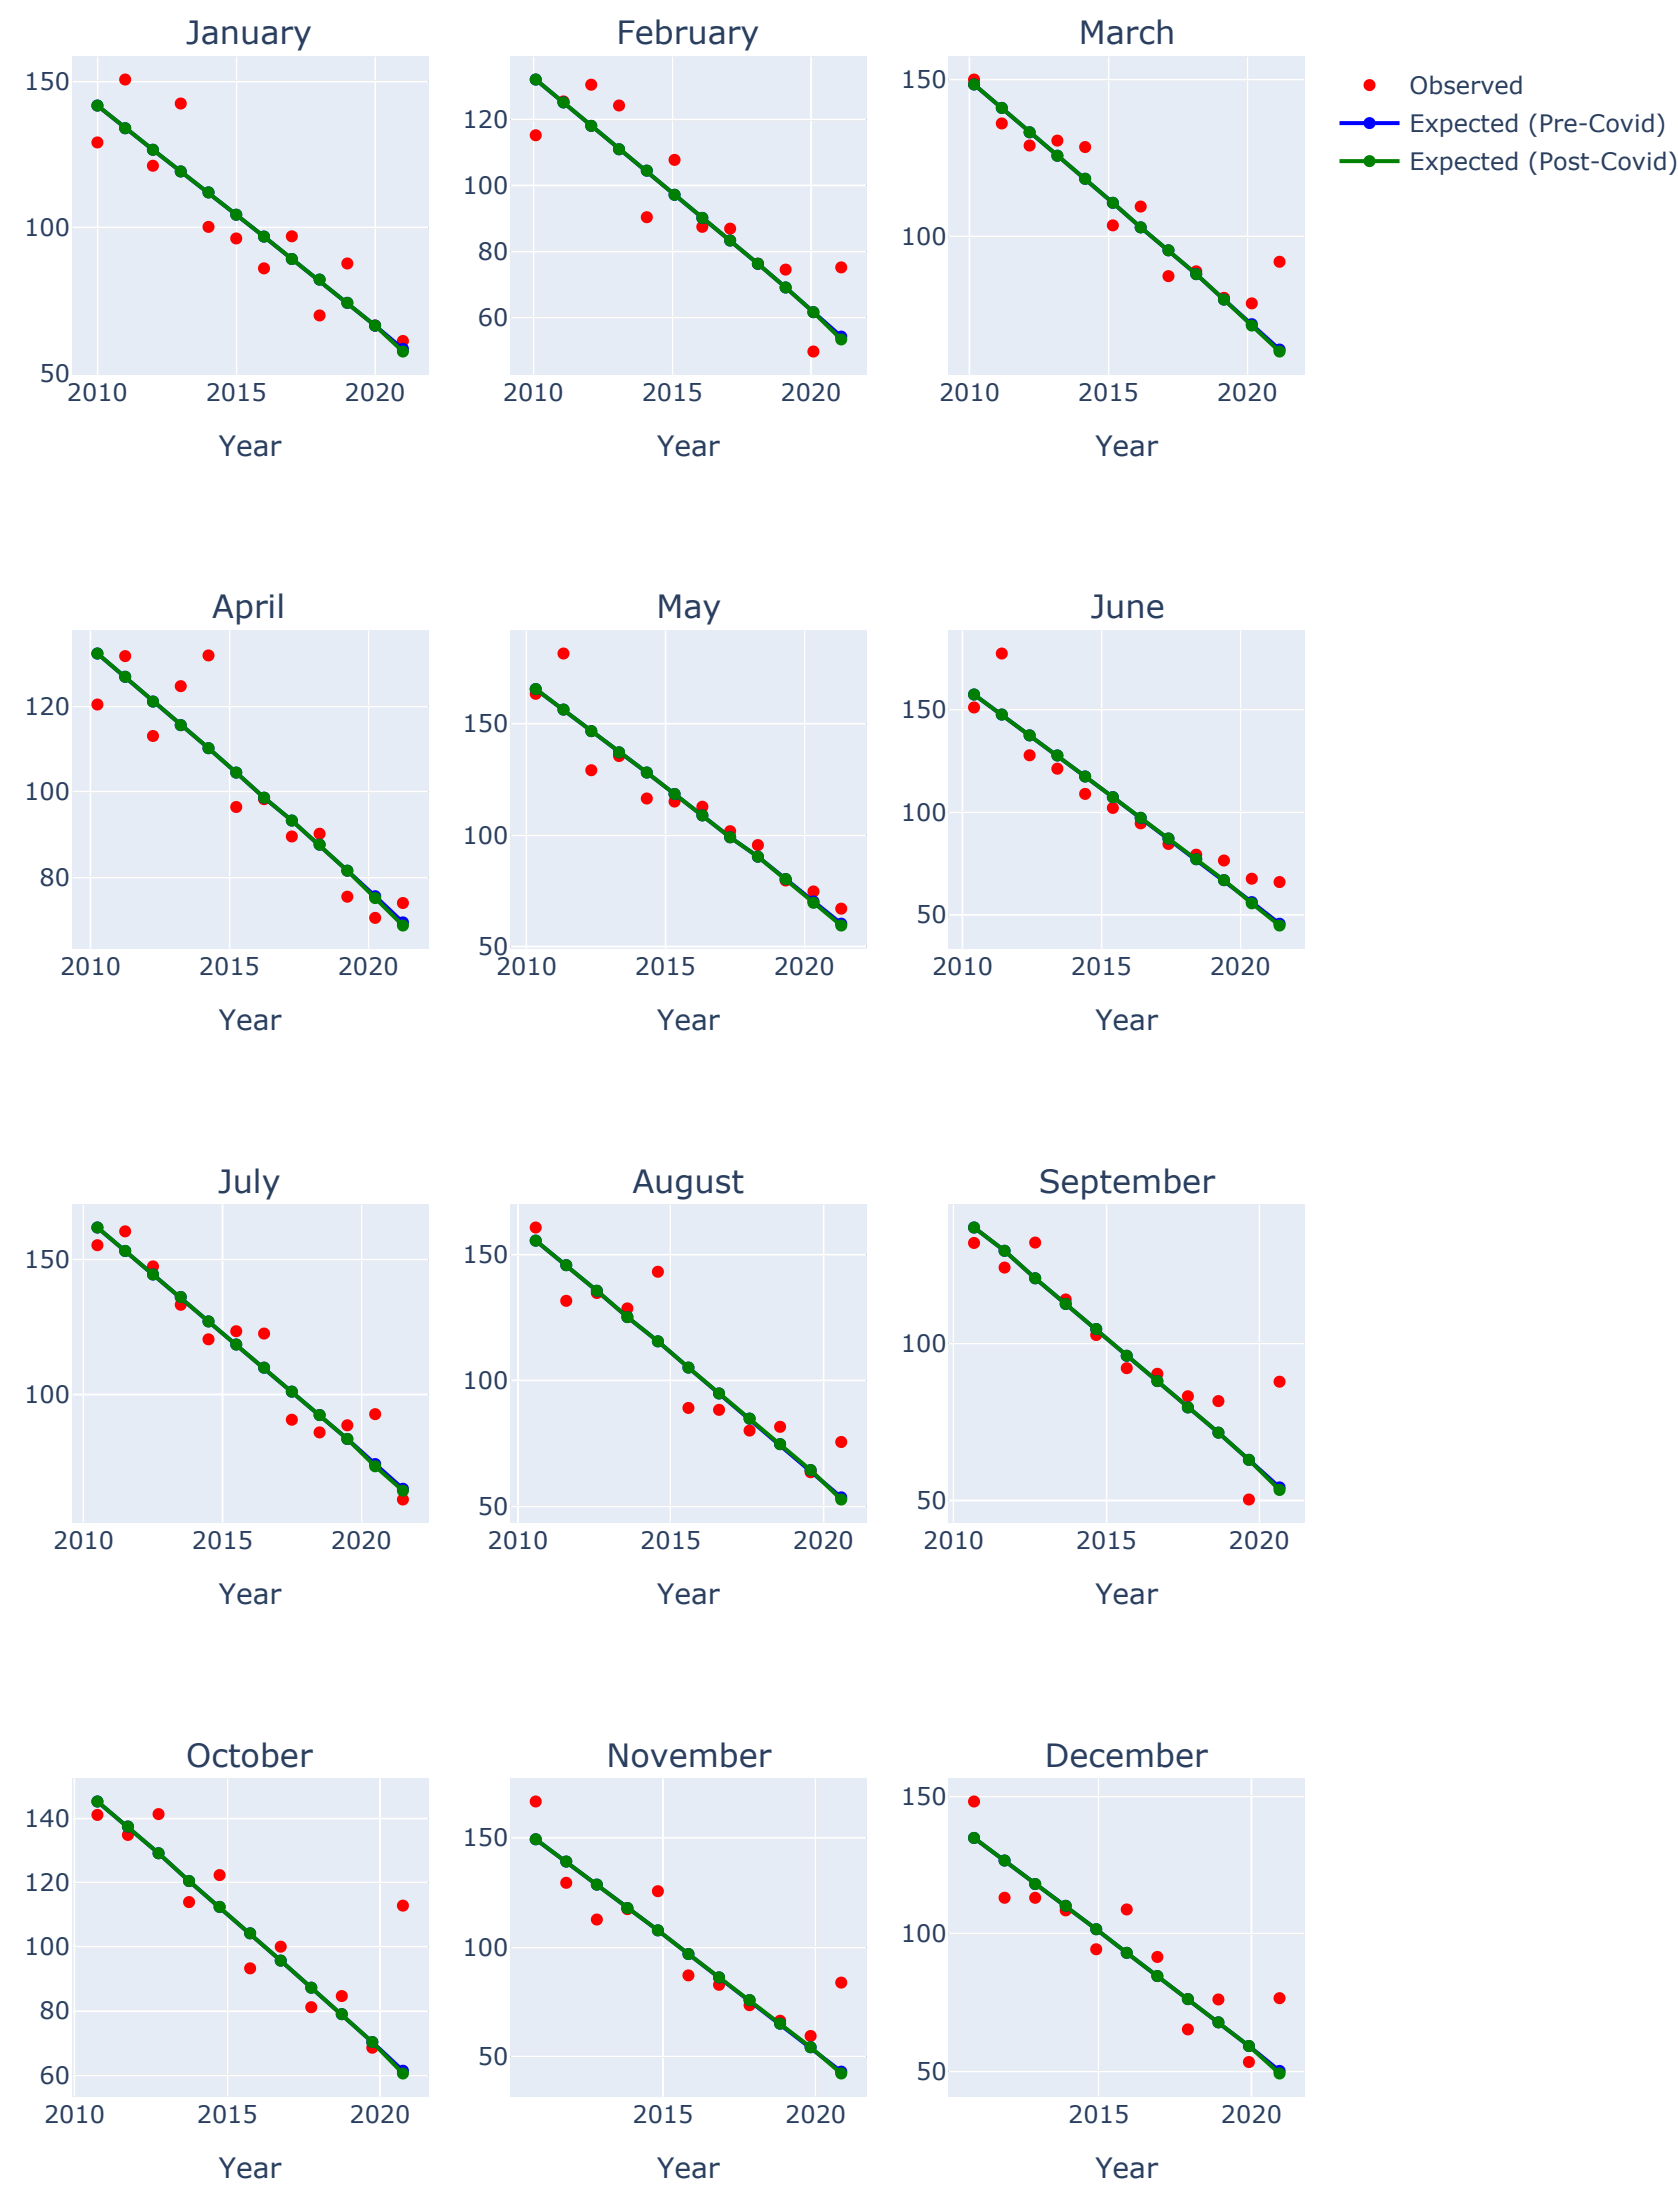 January
150
100
50
2010 2015 2020
Year
February
120
100
80
60
2010 2015 2020
Year
March
150
100
2010 2015 2020
Year
Observed
Expected (Pre-Covid)
Expected (Post-Covid)
April
120
100
80
2010 2015 2020
Year
May
150
100
50
2010 2015 2020
Year
June
150
100
50
2010 2015 2020
Year
July
150
100
2010 2015 2020
Year
August
150
100
50
2010 2015 2020
Year
September
100
50
2010 2015 2020
Year
October
140
120
100
80
60
2010 2015 2020
Year
November
150
100
50
2015 2020
Year
December
150
100
50
2015 2020
Year